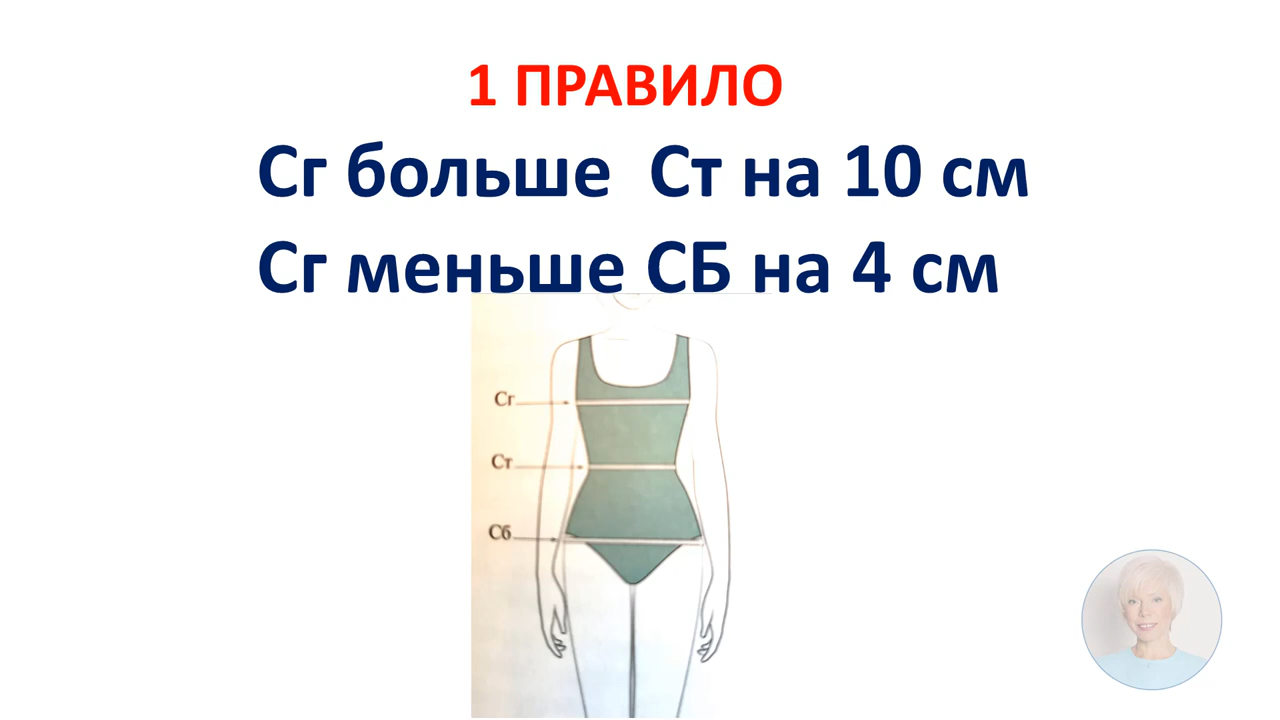 1 ПРАВИЛО
Сг больше Ст на 10 см
Сг меньше СБ на 4 см
Сг
Ст
Сб